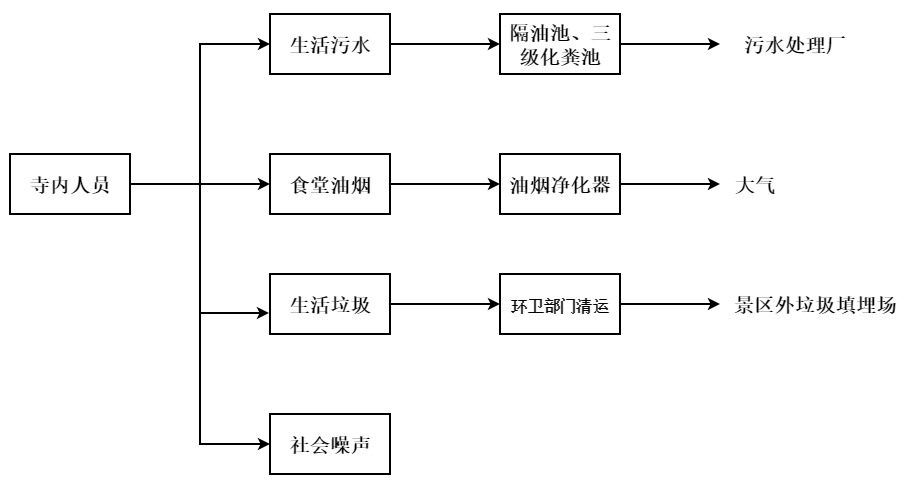 生活污水
隔油池、三
级化粪池
污水处理厂
寺内人员
食堂油烟
油烟净化器
大气
生活垃圾
环卫部门清运
景区外垃圾填埋场
社会噪声